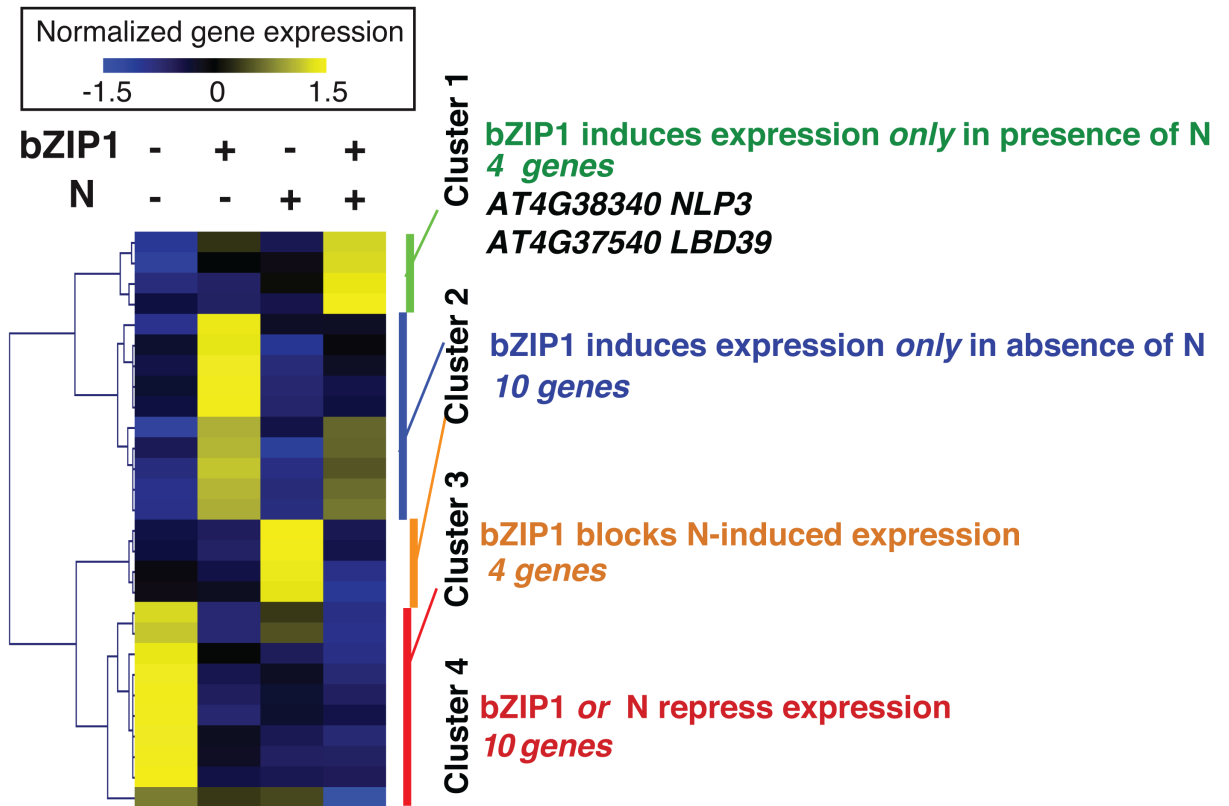 Normalized gene expression
-1.5 0 1.5
bZIP1 - + - +
N - - + +
Cluster 1
bZIP1 induces expression only in presence of N
4 genes
AT4G38340 NLP3
AT4G37540 LBD39
Cluster 2
bZIP1 induces expression only in absence of N
10 genes
Cluster 3
bZIP1 blocks N-induced expression
4 genes
Cluster 4
bZIP1 or N repress expression
10 genes